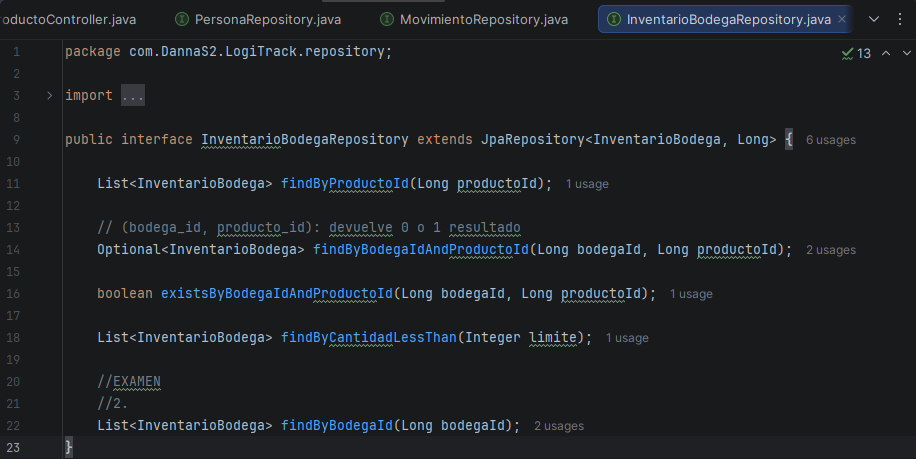 oductoController.java PersonaRepository.java MovimientoRepository.java InventarioBodegaRepository.java
1 package com.DannaS2.LogiTrack.repository; 13
2
3 import ...
8
9 public interface InventarioBodegaRepository extends JpaRepository<InventarioBodega, Long> { 6 usages
10
11 List<InventarioBodega> findByProductoId(Long productoId); 1 usage
12
13 // (bodega_id, producto_id): devuelve 0 o 1 resultado
14 Optional<InventarioBodega> findByBodegaIdAndProductoId(Long bodegaId, Long productoId); 2 usages
15
16 boolean existsByBodegaIdAndProductoId(Long bodegaId, Long productoId); 1 usage
17
18 List<InventarioBodega> findByCantidadLessThan(Integer limite); 1 usage
19
20 //EXAMEN
21 //2.
22 List<InventarioBodega> findByBodegaId(Long bodegaId); 2 usages
23 }